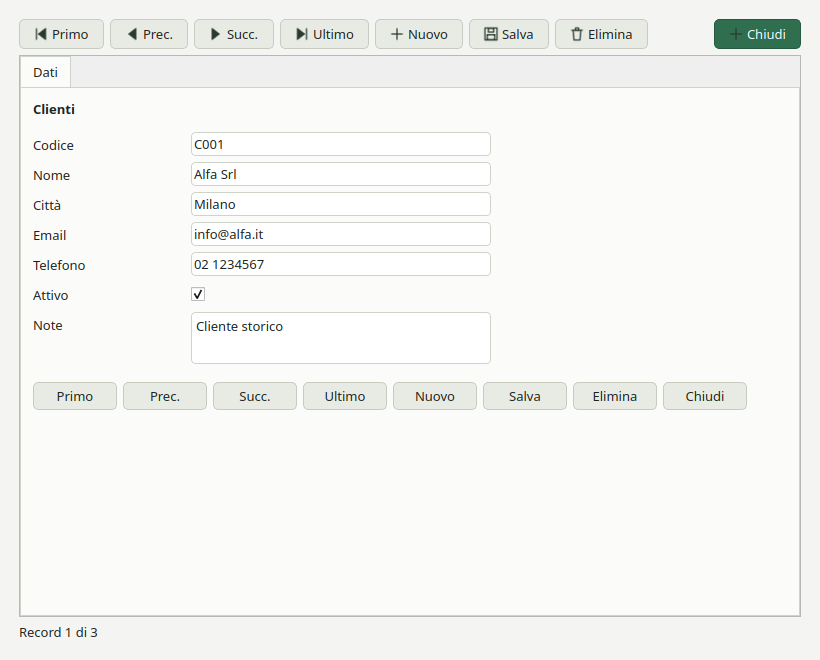 Primo Prec. Succ. Ultimo Nuovo Salva Elimina Chiudi
Dati
Clienti
Codice C001
Nome Alfa Srl
Città Milano
Email info@alfa.it
Telefono 02 1234567
Attivo
Note Cliente storico
Primo Prec. Succ. Ultimo Nuovo Salva Elimina Chiudi
Record 1 di 3